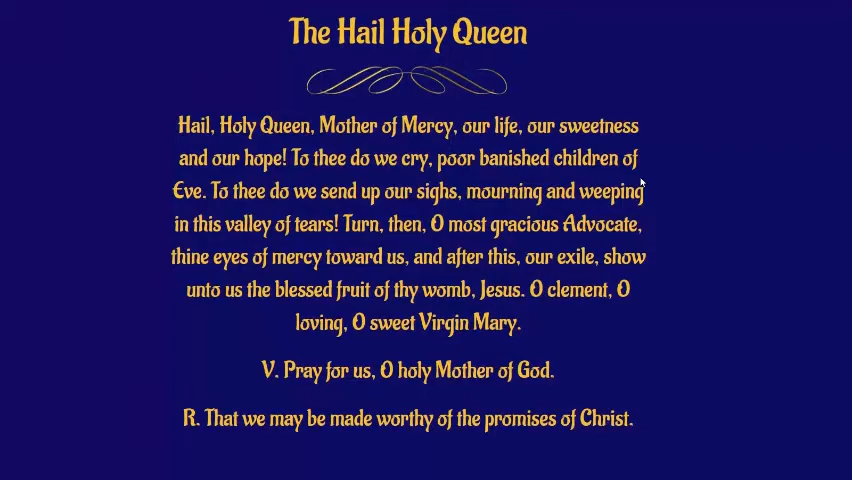 The Hail Holy Queen
Hail, Holy Queen, Mother of Mercy, our life, our sweetness
and our hope! To thee do we cry, poor banished children of
Eve. To thee do we send up our sighs, mourning and weeping
in this valley of tears! Turn, then, O most gracious Advocate,
thine eyes of mercy toward us, and after this, our exile, show
unto us the blessed fruit of thy womb, Jesus. O clement, O
loving, O sweet Virgin Mary.
V. Pray for us, O holy Mother of God.
R. That we may be made worthy of the promises of Christ.